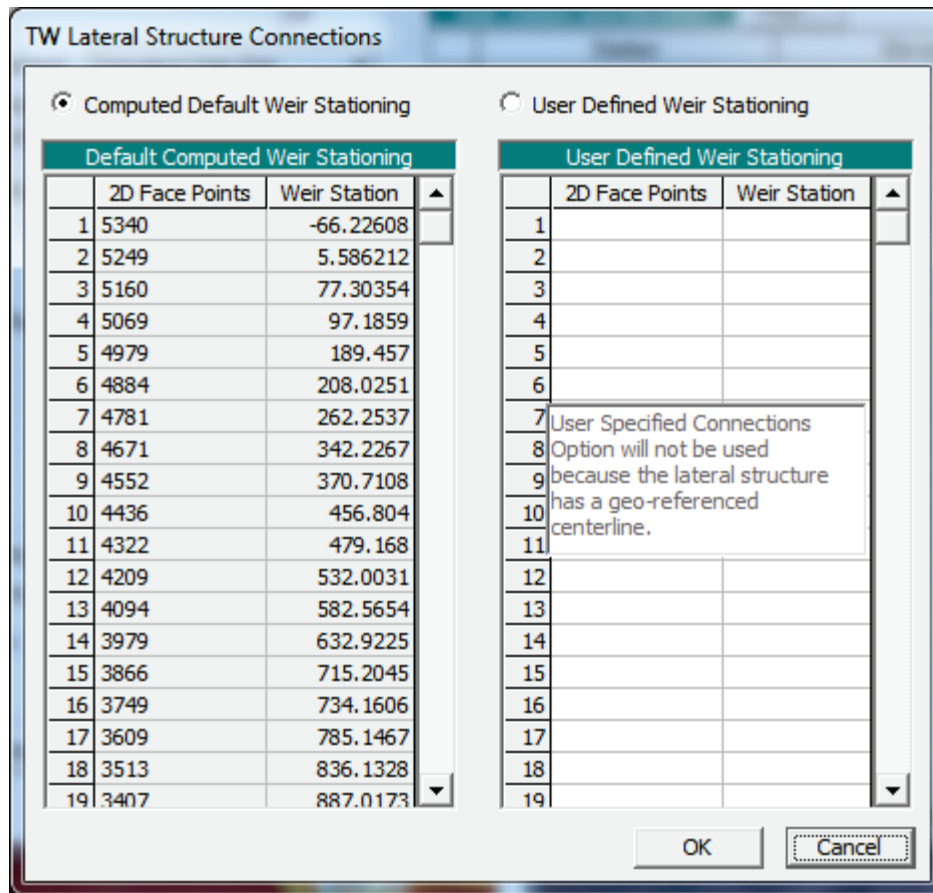 TW Lateral Structure Connections
Computed Default Weir Stationing
User Defined Weir Stationing
Default Computed Weir Stationing
2D Face Points Weir Station
1 5340 -66.22608
2 5249 5.586212
3 5160 77.30354
4 5069 97.1859
5 4979 189.457
6 4884 208.0251
7 4781 262.2537
8 4671 342.2267
9 4552 370.7108
10 4436 456.804
11 4322 479.168
12 4209 532.0031
13 4094 582.5654
14 3979 632.9225
15 3866 715.2045
16 3749 734.1606
17 3609 785.1467
18 3513 836.1328
19 3407 887.0173
User Defined Weir Stationing
2D Face Points Weir Station
1
2
3
4
5
6
7
8
9
10
11
12
13
14
15
16
17
18
19
User Specified Connections
Option will not be used
because the lateral structure
has a geo-referenced
centerline.
OK
Cancel